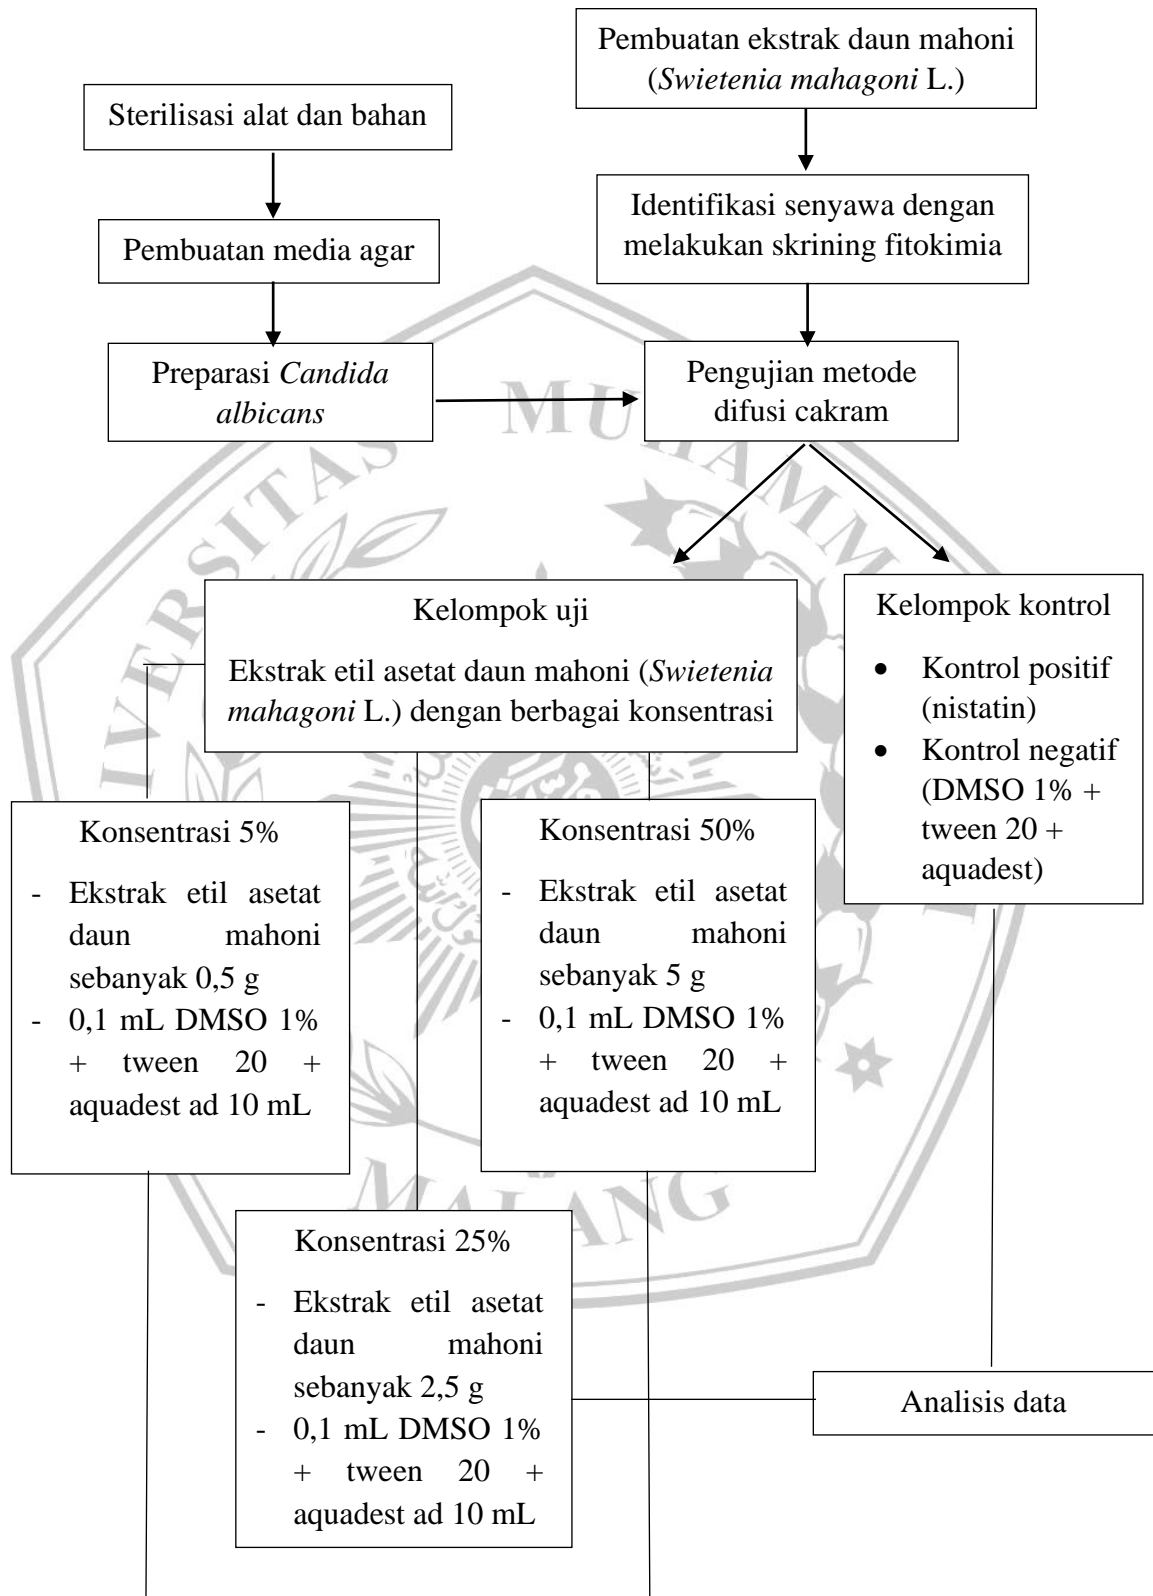 Pembuatan ekstrak daun mahoni
(Swietenia mahagoni L.)
Sterilisasi alat dan bahan
Identifikasi senyawa dengan
melakukan skrining fitokimia
Pembuatan media agar
Preparasi Candida
albicans
Pengujian metode
difusi cakram
Kelompok uji
Ekstrak etil asetat daun mahoni (Swietenia
mahagoni L.) dengan berbagai konsentrasi
Kelompok kontrol
• Kontrol positif
(nistatin)
• Kontrol negatif
(DMSO 1% +
tween 20 +
aquadest)
Konsentrasi 5%
- Ekstrak etil asetat
daun mahoni
sebanyak 0,5 g
- 0,1 mL DMSO 1%
+ tween 20 +
aquadest ad 10 mL
Konsentrasi 50%
- Ekstrak etil asetat
daun mahoni
sebanyak 5 g
- 0,1 mL DMSO 1%
+ tween 20 +
aquadest ad 10 mL
Konsentrasi 25%
- Ekstrak etil asetat
daun mahoni
sebanyak 2,5 g
- 0,1 mL DMSO 1%
+ tween 20 +
aquadest ad 10 mL
Analisis data
MALANG